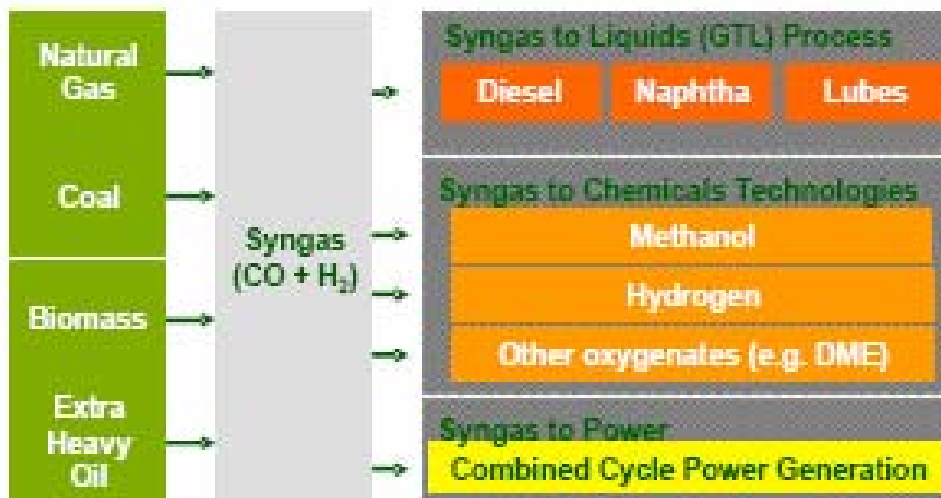 Natural
Gas
Coal
Biomass
Extra
Heavy
Oil
Syngas
(CO + H₂)
Syngas to Liquids (GTL) Process
Diesel
Naphtha
Lubes
Syngas to Chemicals Technologies
Methanol
Hydrogen
Other oxygenates (e.g. DME)
Syngas to Power
Combined Cycle Power Generation